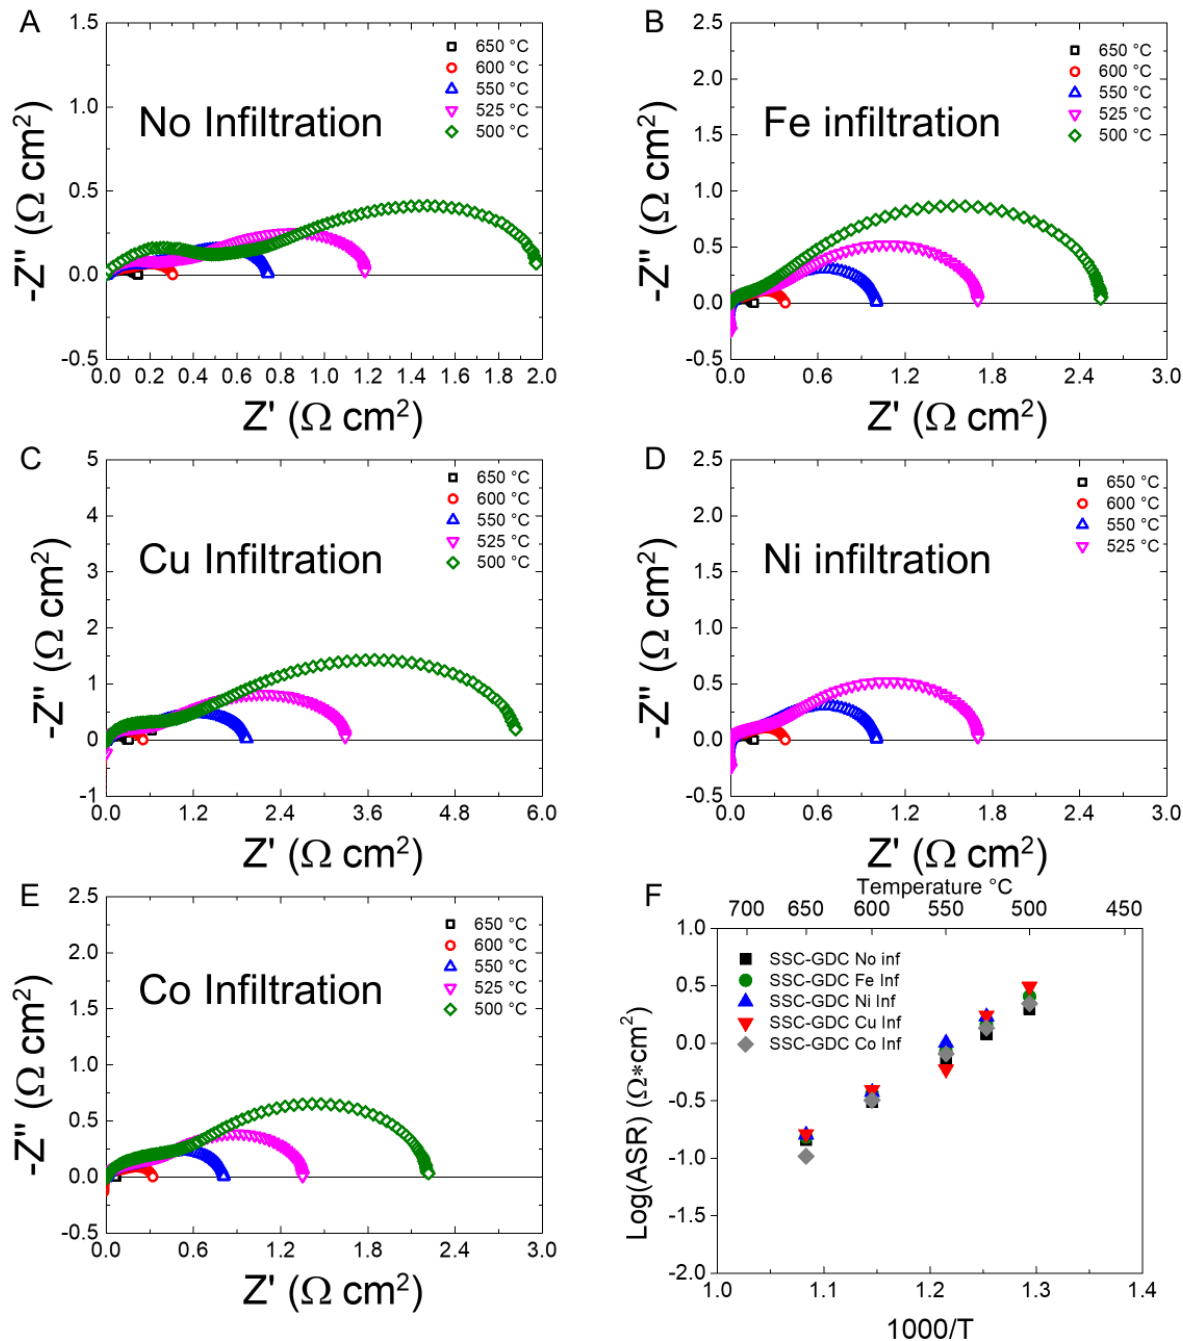 A
1.5
1.0
0.5
0.0
-0.5
-Z'' (Ω cm²)
650 °C
600 °C
550 °C
525 °C
500 °C
No Infiltration
0.0 0.2 0.4 0.6 0.8 1.0 1.2 1.4 1.6 1.8 2.0
Z' (Ω cm²)
B
2.5
2.0
1.5
1.0
0.5
0.0
-0.5
-Z'' (Ω cm²)
650 °C
600 °C
550 °C
525 °C
500 °C
Fe infiltration
0.0 0.6 1.2 1.8 2.4 3.0
Z' (Ω cm²)
C
5
4
3
2
1
0
-1
-Z'' (Ω cm²)
650 °C
600 °C
550 °C
525 °C
500 °C
Cu Infiltration
0.0 1.2 2.4 3.6 4.8 6.0
Z' (Ω cm²)
D
2.5
2.0
1.5
1.0
0.5
0.0
-0.5
-Z'' (Ω cm²)
650 °C
600 °C
550 °C
525 °C
Ni infiltration
0.0 0.6 1.2 1.8 2.4 3.0
Z' (Ω cm²)
E
2.5
2.0
1.5
1.0
0.5
0.0
-0.5
-Z'' (Ω cm²)
650 °C
600 °C
550 °C
525 °C
500 °C
Co Infiltration
0.0 0.6 1.2 1.8 2.4 3.0
Z' (Ω cm²)
F
Temperature °C
700 650 600 550 500 450
1.0
0.5
0.0
-0.5
-1.0
-1.5
-2.0
Log(ASR) (Ω*cm²)
SSC-GDC No inf
SSC-GDC Fe Inf
SSC-GDC Ni Inf
SSC-GDC Cu Inf
SSC-GDC Co Inf
1.0 1.1 1.2 1.3 1.4
1000/T